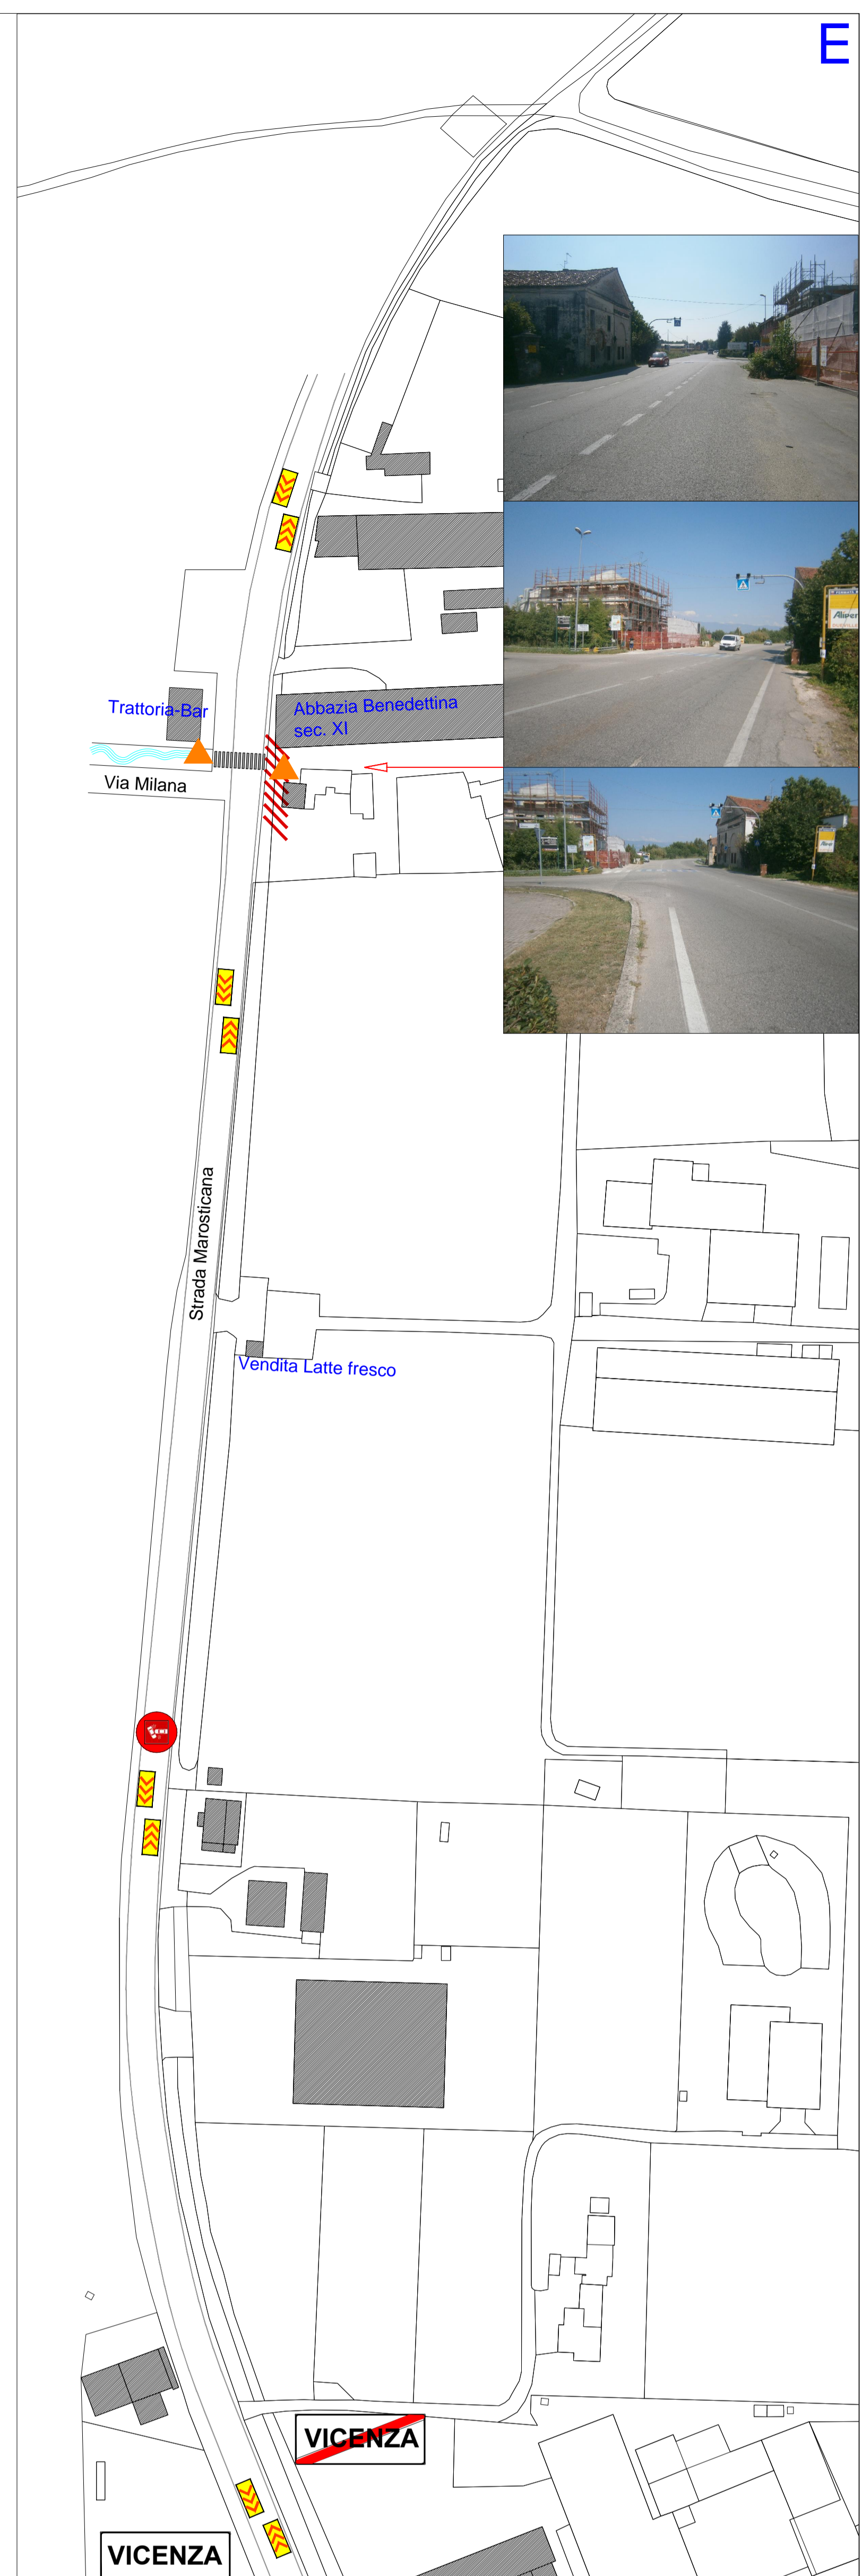 E
Trattoria-Bar
Abbazia Benedettina
sec. XI
Via Milana
Strada Marosticana
Vendita Latte fresco
VICENZA
VICENZA